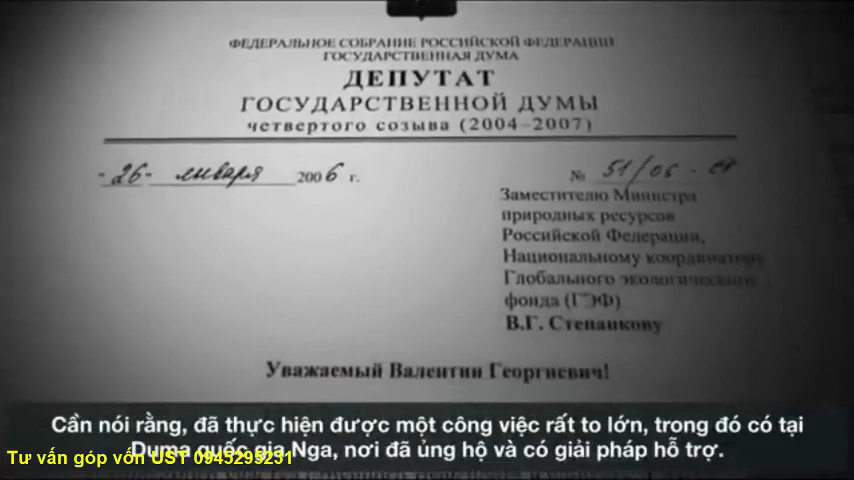 ФЕДЕРАЛЬНОЕ СОБРАНИЕ РОССИЙСКОЙ ФЕДЕРАЦИИ
ГОСУДАРСТВЕННАЯ ДУМА
ДЕПУТАТ
ГОСУДАРСТВЕННОЙ ДУМЫ
четвертого созыва (2004–2007)
-26- января 2006 г.
№ 51/06 -
Заместителю Министра
природных ресурсов
Российской Федерации,
Национальному координатору
Глобального экологического
фонда (ГЭФ)
В.Г. Степанкову
Уважаемый Валентин Георгиевич!
Cần nói rằng, đã thực hiện được một công việc rất to lớn, trong đó có tại
Duma quốc gia Nga, nơi đã ủng hộ và có giải pháp hỗ trợ.
Tư vấn góp vốn UST 0945295231